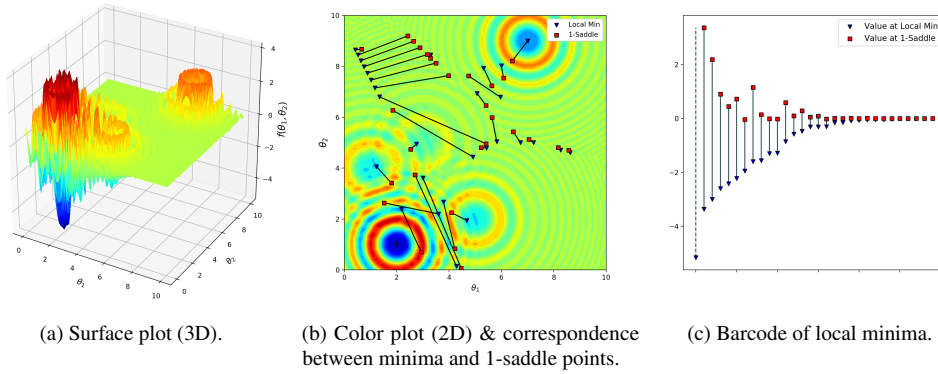 4
2
0
−2
−4
f(θ1, θ2)
0
2
4
6
8
10
θ1
0
2
4
6
8
10
θ2
10
8
6
4
2
0
θ2
0
2
4
6
8
10
θ1
Local Min
1-Saddle
2
0
−2
−4
Value at Local Min
Value at 1-Saddle
(a) Surface plot (3D).
(b) Color plot (2D) & correspondence
between minima and 1-saddle points.
(c) Barcode of local minima.